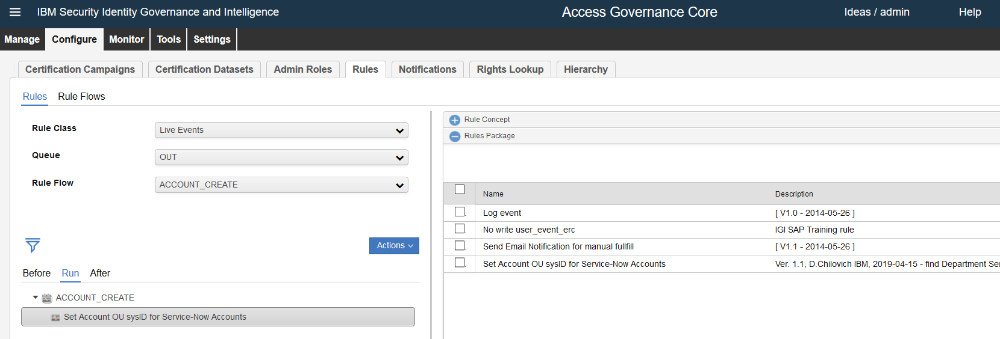 IBM Security Identity Governance and Intelligence Access Governance Core Ideas / admin Help
Manage Configure Monitor Tools Settings
Certification Campaigns Certification Datasets Admin Roles Rules Notifications Rights Lookup Hierarchy
Rules Rule Flows
Rule Class Live Events
Queue OUT
Rule Flow ACCOUNT_CREATE
Actions
Before Run After
ACCOUNT_CREATE
Set Account OU sysID for Service-Now Accounts
Rule Concept
Rules Package
Name Description
Log event [ V1.0 - 2014-05-26 ]
No write user_event_erc IGI SAP Training rule
Send Email Notification for manual fullfill [ V1.1 - 2014-05-26 ]
Set Account OU sysID for Service-Now Accounts Ver. 1.1, D.Chilovich IBM, 2019-04-15 - find Department Ser